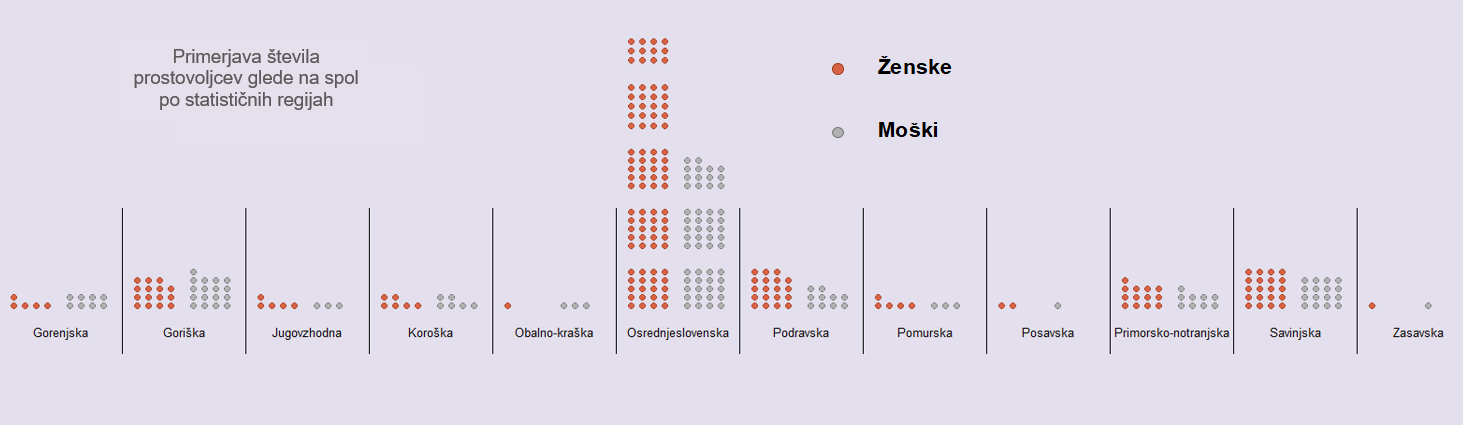 Primerjava števila
prostovoljcev glede na spol
po statističnih regijah
Ženske
Moški
Gorenjska
Goriška
Jugovzhodna
Koroška
Obalno-kraška
Osrednjeslovenska
Podravska
Pomurska
Posavska
Primorsko-notranjska
Savinjska
Zasavska